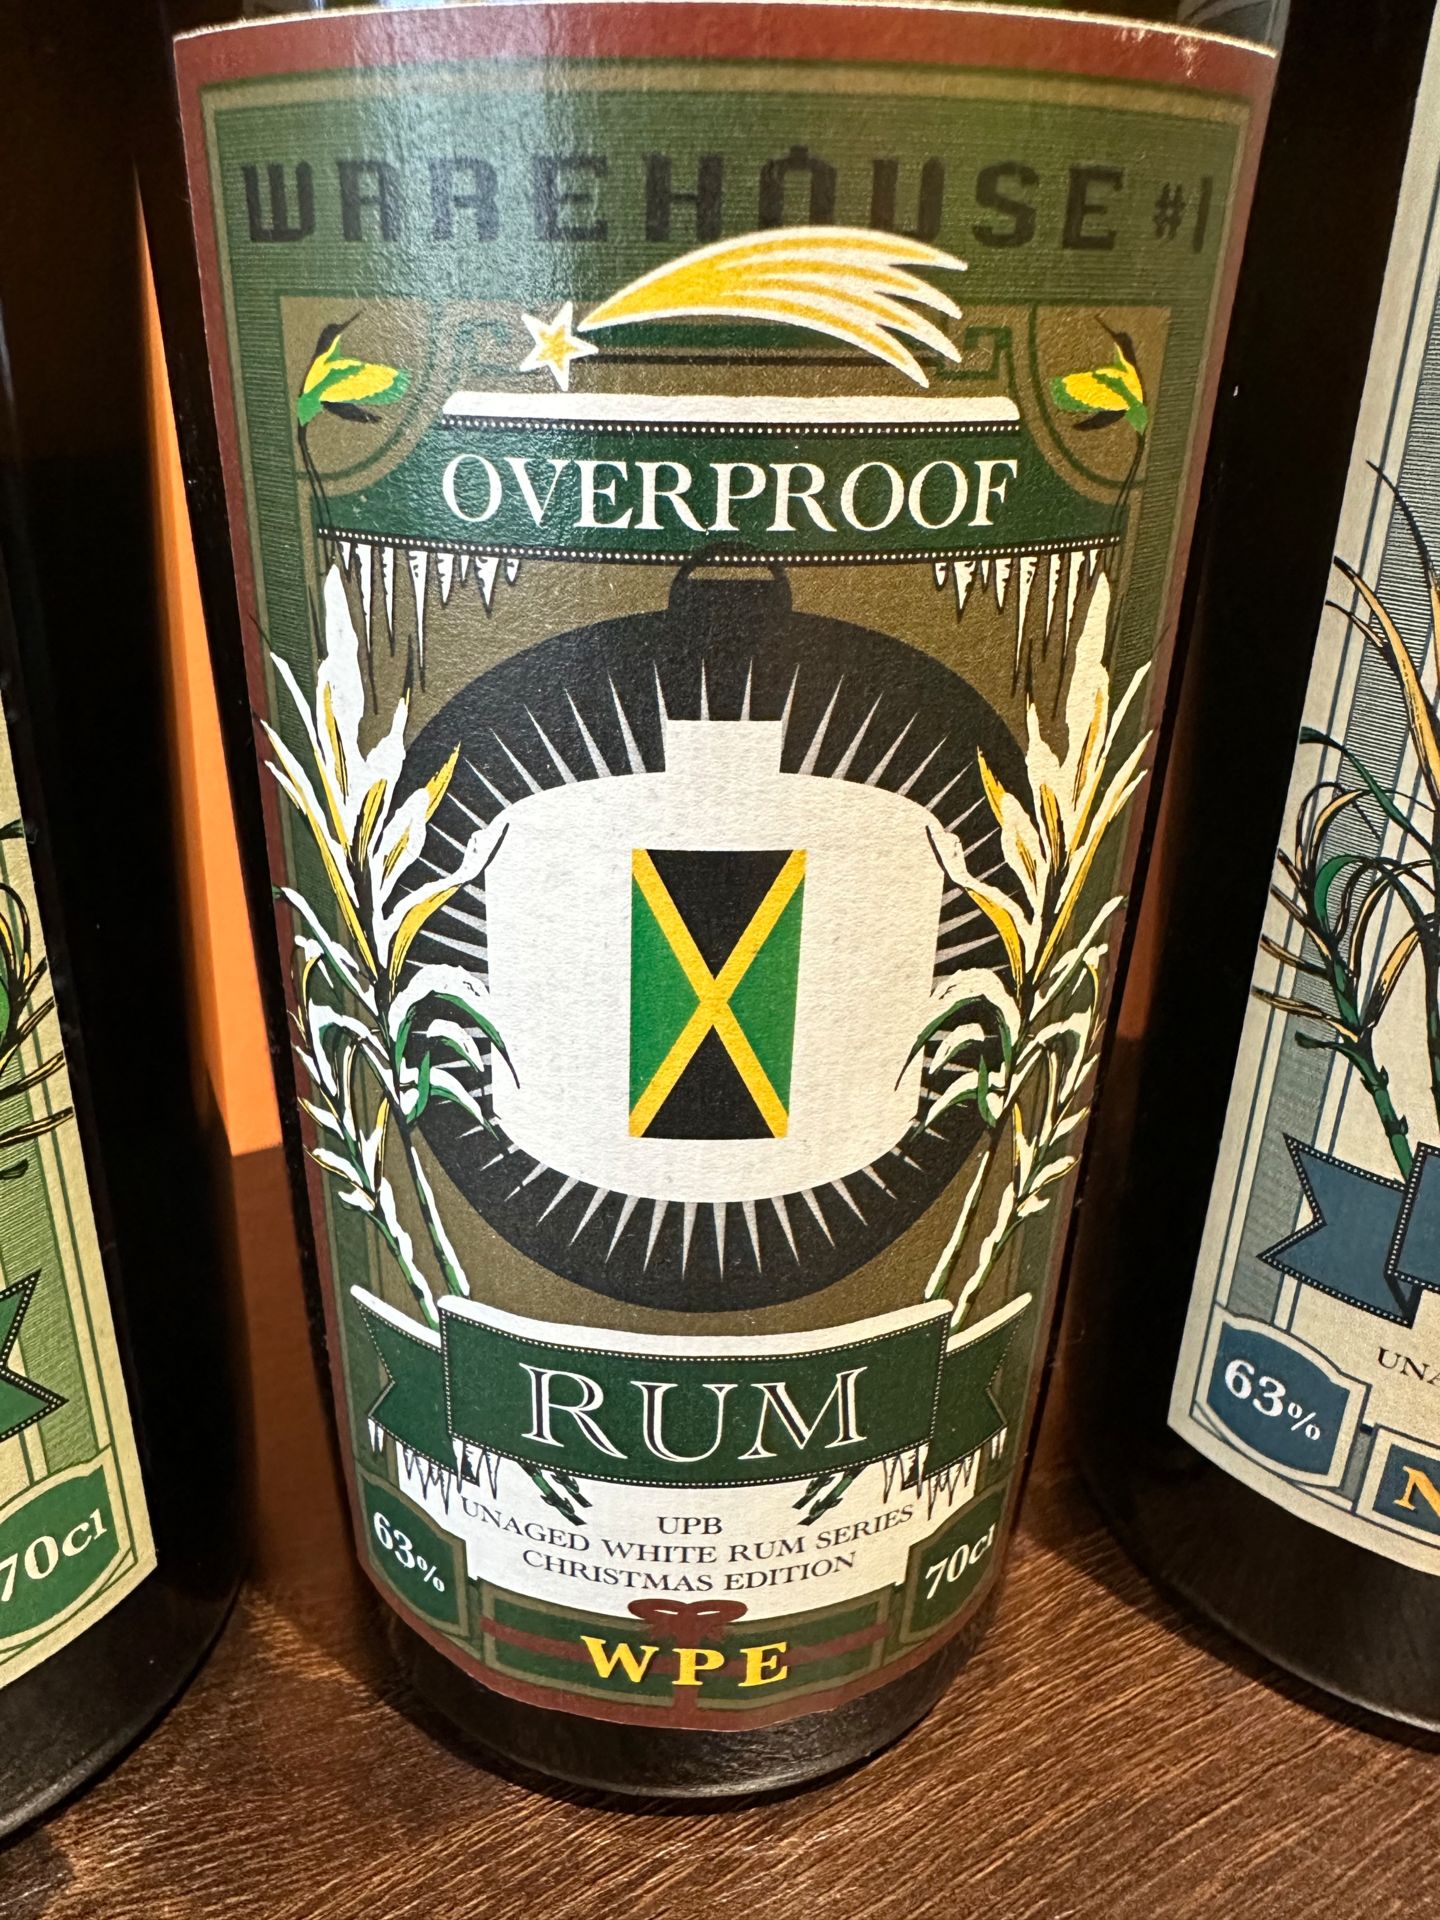 WAREHOUSE #1
OVERPROOF
RUM
UPB
UNAGED WHITE RUM SERIES
CHRISTMAS EDITION
63%
70cl
WPE
70cl
63%